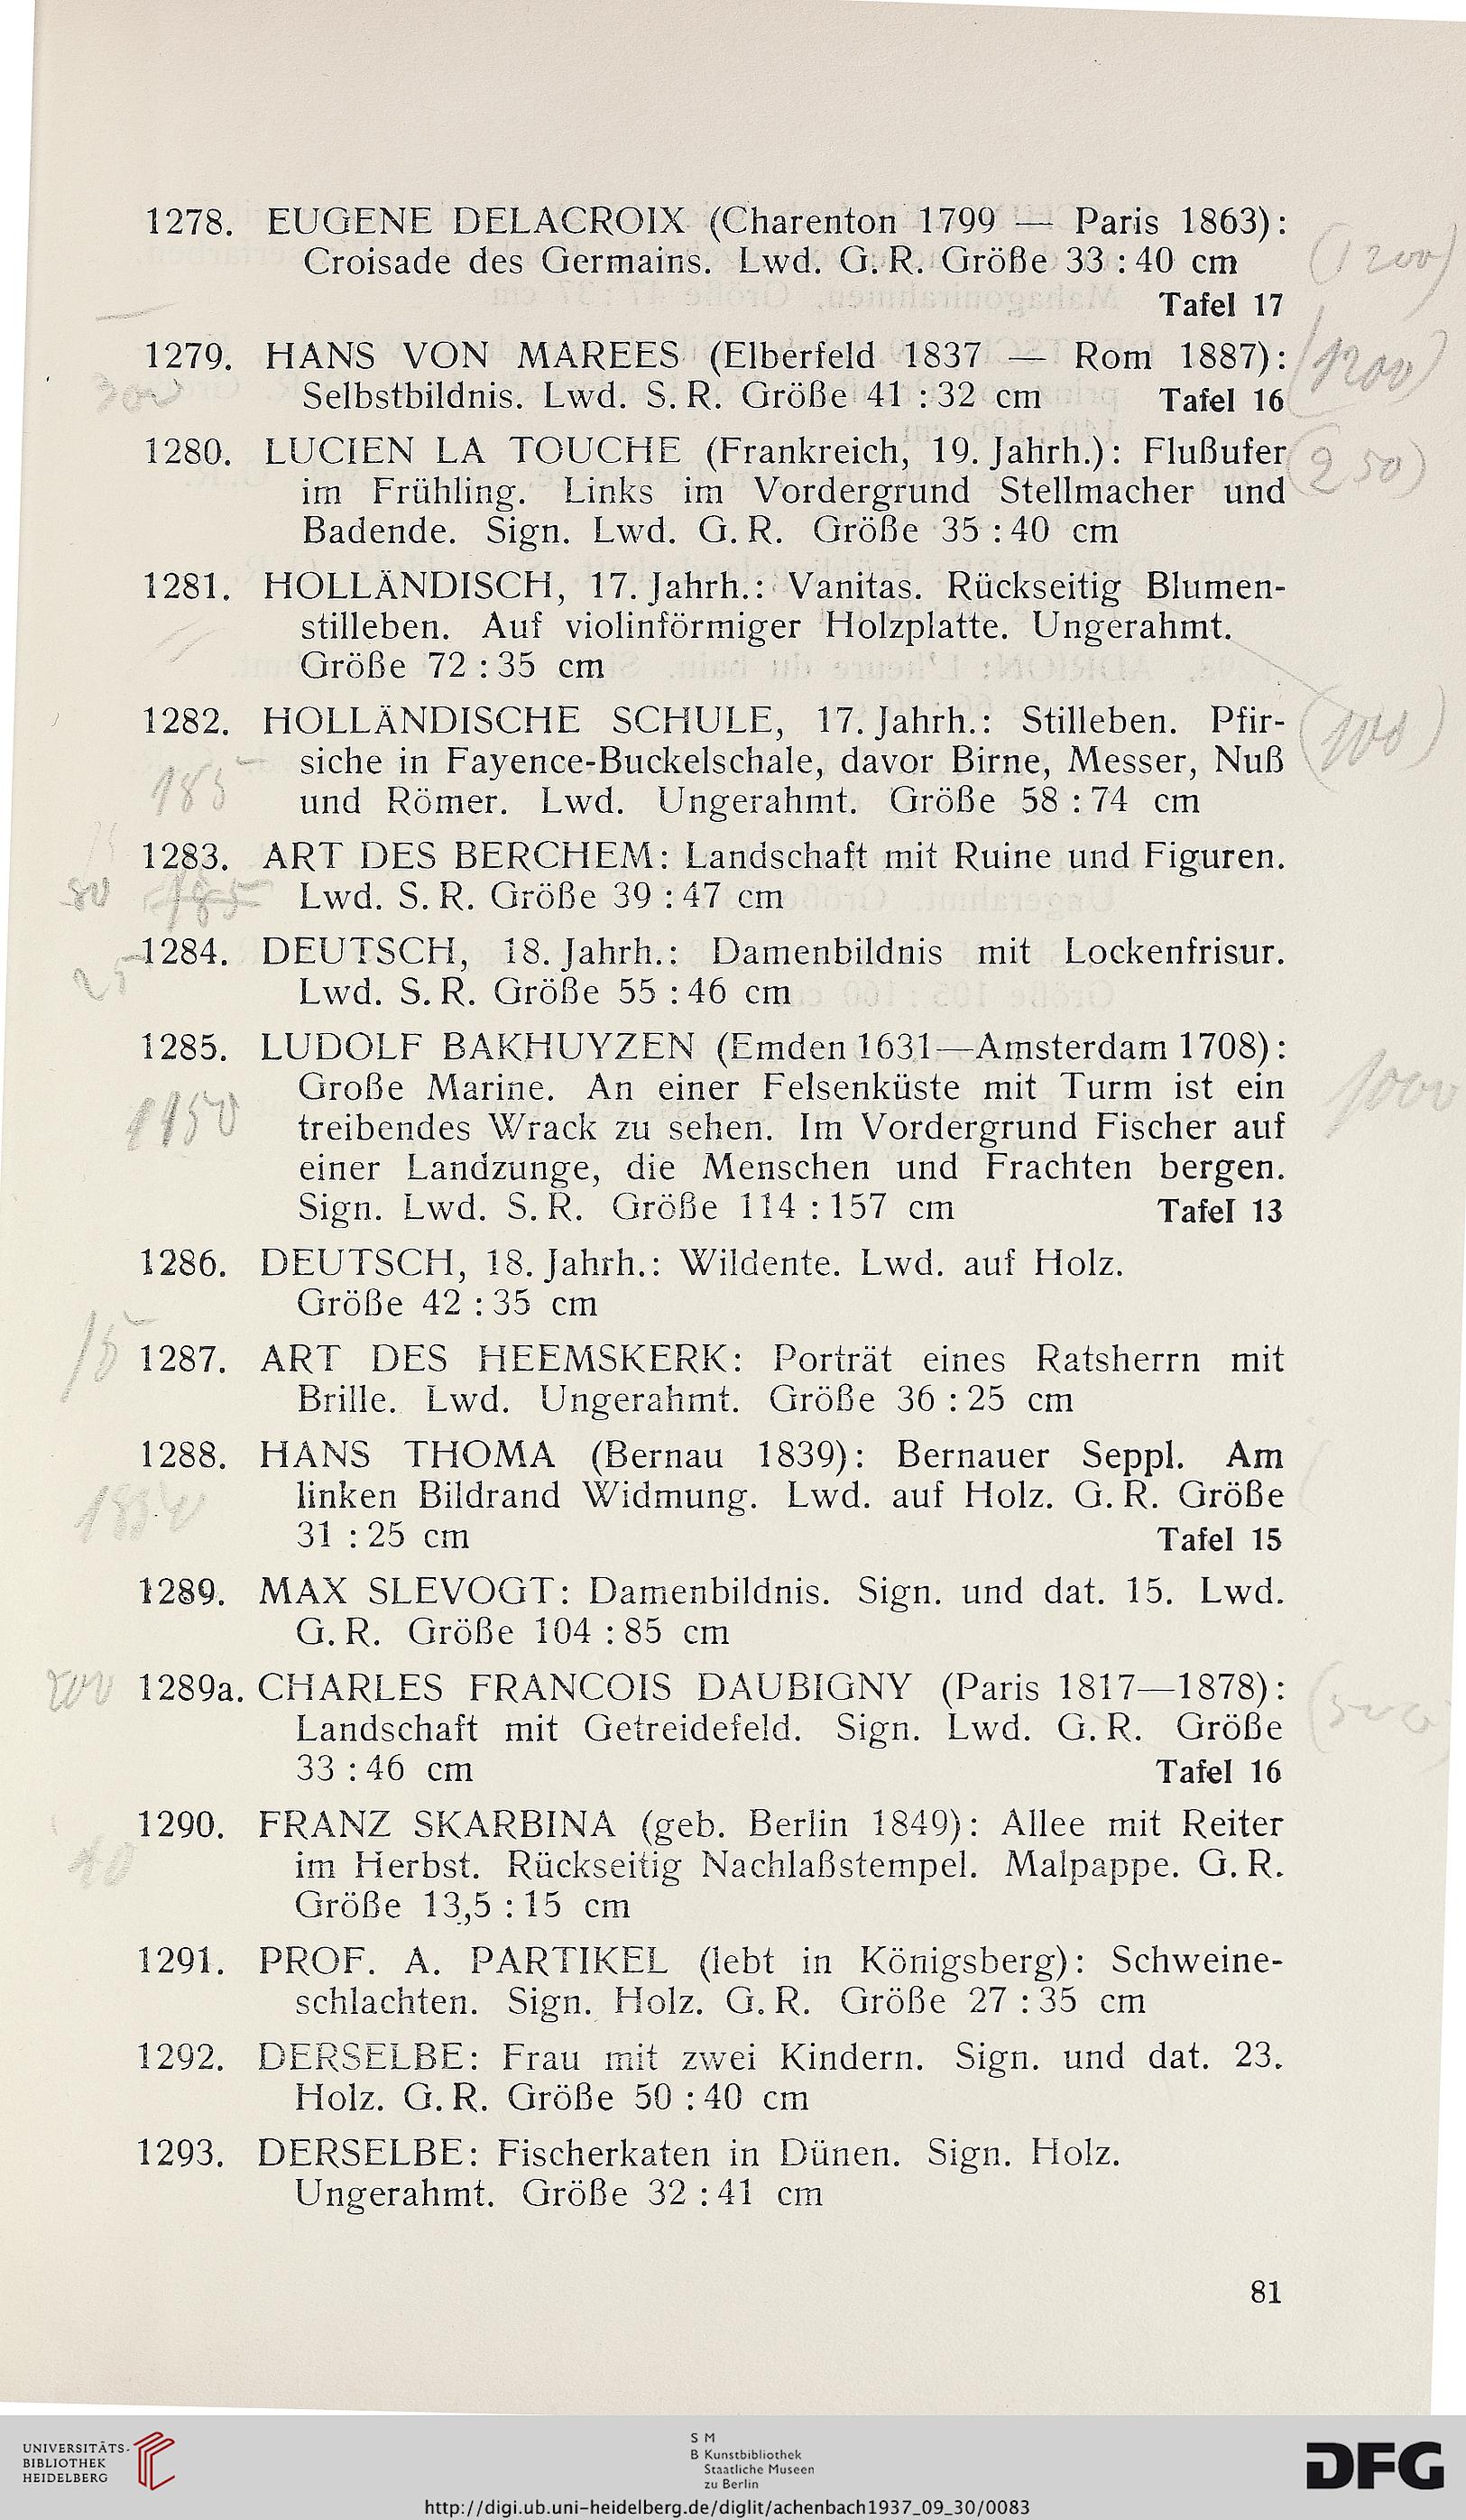 1278. EUGENE DELACROIX (Charenton 1799 — Paris 1863):
Croisade des Germains. Lwd. G. R. Größe 33 : 40 cm
(1200)
Tafel 17
1279. HANS VON MAREES (Elberfeld 1837 — Rom 1887):
(1200)
300
Selbstbildnis. Lwd. S. R. Größe 41 : 32 cm Tafel 16
1280. LUCIEN LA TOUCHE (Frankreich, 19. Jahrh.): Flußufer
(250)
im Frühling. Links im Vordergrund Stellmacher und
Badende. Sign. Lwd. G. R. Größe 35 : 40 cm
1281. HOLLÄNDISCH, 17. Jahrh.: Vanitas. Rückseitig Blumen-
stilleben. Auf violinförmiger Holzplatte. Ungerahmt.
Größe 72 : 35 cm
1282. HOLLÄNDISCHE SCHULE, 17. Jahrh.: Stilleben. Pfir-
(100)
siche in Fayence-Buckelschale, davor Birne, Messer, Nuß
185
und Römer. Lwd. Ungerahmt. Größe 58 : 74 cm
1283. ART DES BERCHEM: Landschaft mit Ruine und Figuren.
80 185
Lwd. S. R. Größe 39 : 47 cm
1284. DEUTSCH, 18. Jahrh.: Damenbildnis mit Lockenfrisur.
25
Lwd. S. R. Größe 55 : 46 cm
1285. LUDOLF BAKHUYZEN (Emden 1631—Amsterdam 1708):
Große Marine. An einer Felsenküste mit Turm ist ein
1000
1150
treibendes Wrack zu sehen. Im Vordergrund Fischer auf
einer Landzunge, die Menschen und Frachten bergen.
Sign. Lwd. S. R. Größe 114 : 157 cm Tafel 13
1286. DEUTSCH, 18. Jahrh.: Wildente. Lwd. auf Holz.
Größe 42 : 35 cm
15
1287. ART DES HEEMSKERK: Porträt eines Ratsherrn mit
Brille. Lwd. Ungerahmt. Größe 36 : 25 cm
1288. HANS THOMA (Bernau 1839): Bernauer Seppl. Am
linken Bildrand Widmung. Lwd. auf Holz. G. R. Größe
31 : 25 cm Tafel 15
1289. MAX SLEVOGT: Damenbildnis. Sign. und dat. 15. Lwd.
G. R. Größe 104 : 85 cm
1289a. CHARLES FRANCOIS DAUBIGNY (Paris 1817—1878):
(500
Landschaft mit Getreidefeld. Sign. Lwd. G. R. Größe
33 : 46 cm Tafel 16
1290. FRANZ SKARBINA (geb. Berlin 1849): Allee mit Reiter
40
im Herbst. Rückseitig Nachlaßstempel. Malpappe. G. R.
Größe 13,5 : 15 cm
1291. PROF. A. PARTIKEL (lebt in Königsberg): Schweine-
schlachten. Sign. Holz. G. R. Größe 27 : 35 cm
1292. DERSELBE: Frau mit zwei Kindern. Sign. und dat. 23.
Holz. G. R. Größe 50 : 40 cm
1293. DERSELBE: Fischerkaten in Dünen. Sign. Holz.
Ungerahmt. Größe 32 : 41 cm
81
UNIVERSITÄTS-
BIBLIOTHEK
HEIDELBERG
S M
B Kunstbibliothek
Staatliche Museen
zu Berlin
DFG
http://digi.ub.uni-heidelberg.de/diglit/achenbach1937_09_30/0083